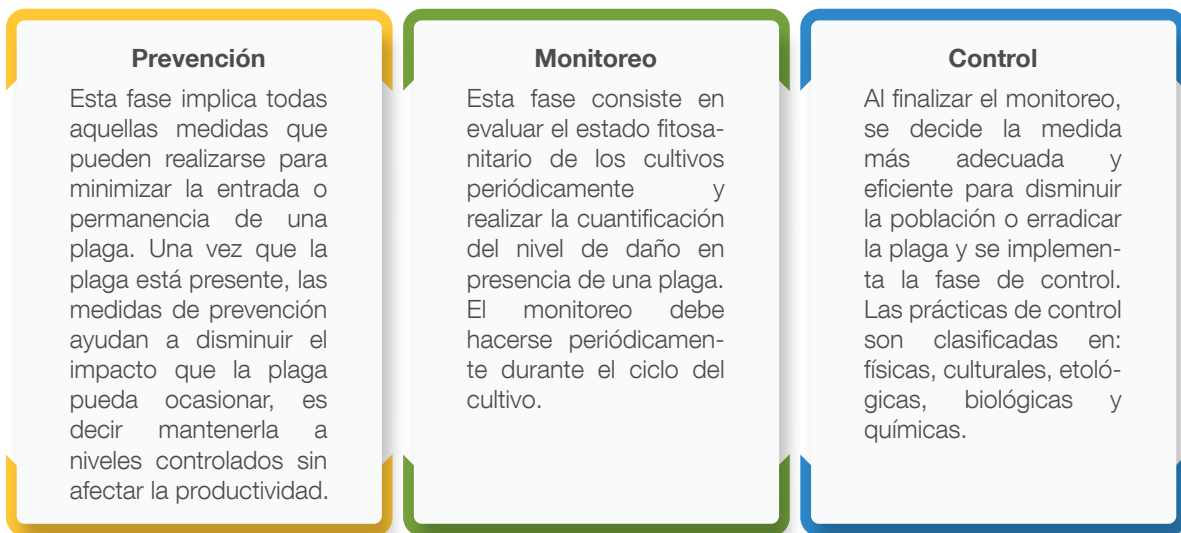 Prevención
Esta fase implica todas
aquellas medidas que
pueden realizarse para
minimizar la entrada o
permanencia de una
plaga. Una vez que la
plaga está presente, las
medidas de prevención
ayudan a disminuir el
impacto que la plaga
pueda ocasionar, es
decir mantenerla a
niveles controlados sin
afectar la productividad.
Monitoreo
Esta fase consiste en
evaluar el estado fitosa-
nitario de los cultivos
periódicamente y
realizar la cuantificación
del nivel de daño en
presencia de una plaga.
El monitoreo debe
hacerse periódicamen-
te durante el ciclo del
cultivo.
Control
Al finalizar el monitoreo,
se decide la medida
más adecuada y
eficiente para disminuir
la población o erradicar
la plaga y se implemen-
ta la fase de control.
Las prácticas de control
son clasificadas en:
físicas, culturales, etoló-
gicas, biológicas y
químicas.